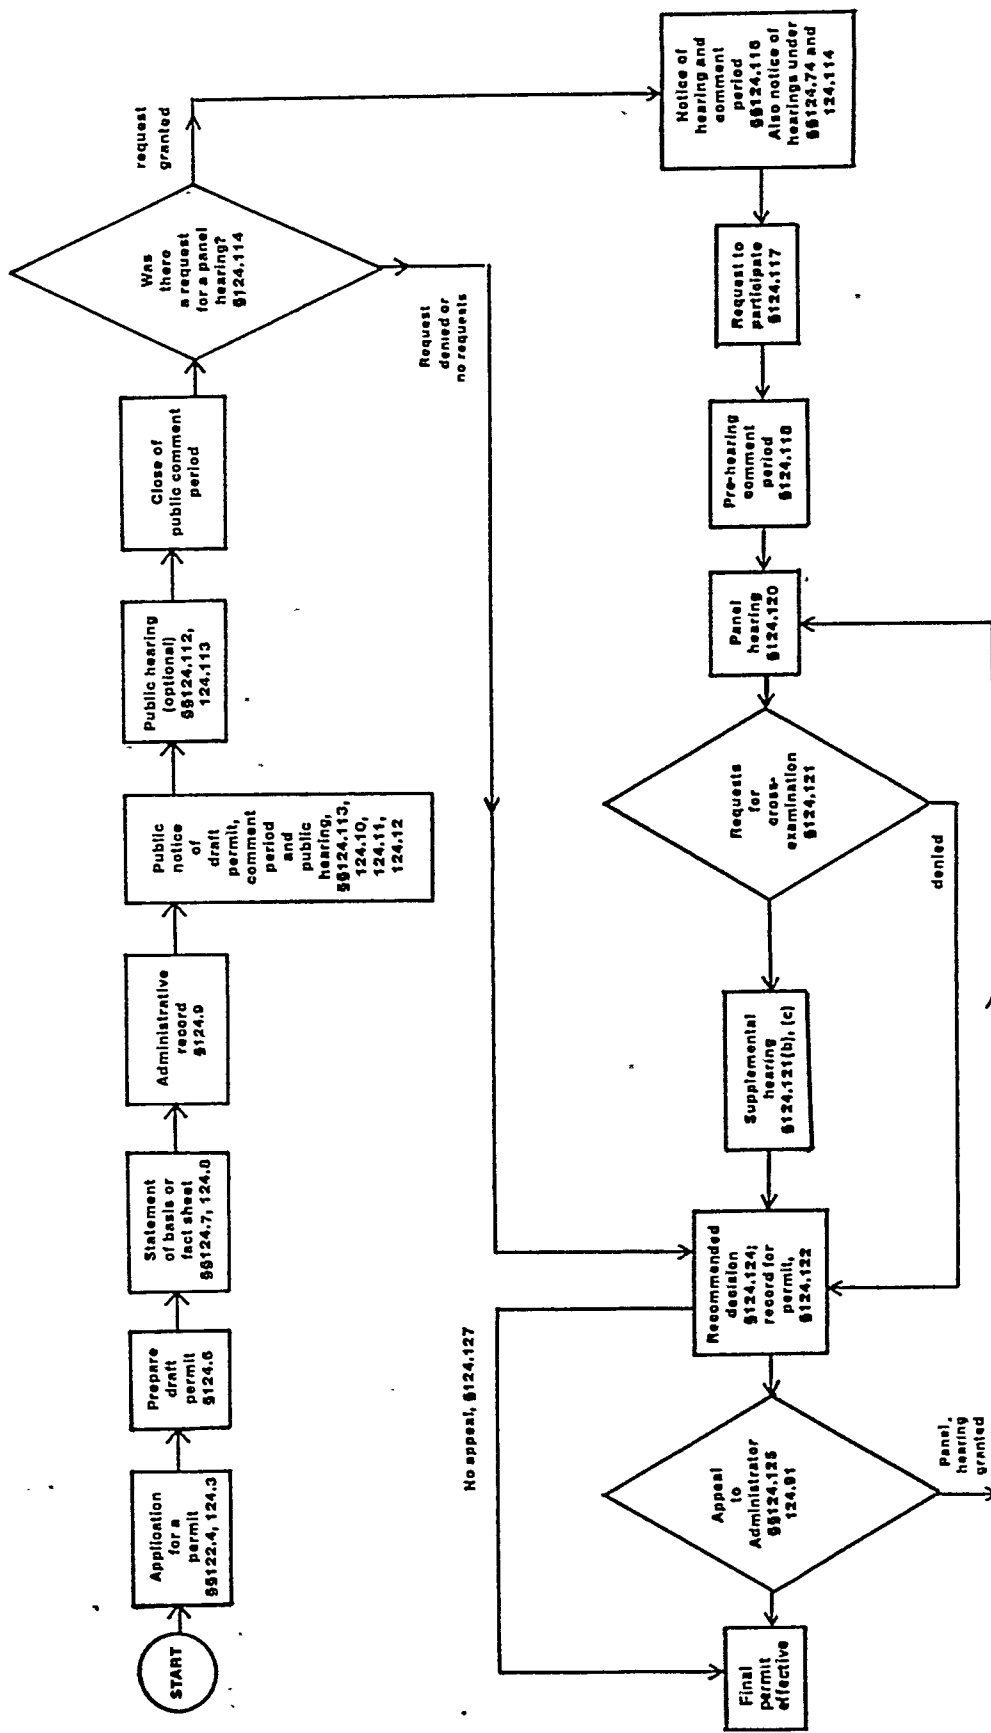 START
Application
for a
permit
§§122.4, 124.3
Prepare
draft
permit
§124.6
Statement
of basis or
fact sheet
§§124.7, 124.8
Administrative
record
§124.9
Public
notice
of
draft
permit,
comment
period
and
public
hearing,
§§124.113,
124.10,
124.11,
124.12
Public hearing
(optional)
§§124.112,
124.113
Close of
public comment
period
Was
there
a request
for a panel
hearing?
§124.114
request
granted
Request
denied or
no requests
Notice of
hearing and
comment
period
§§124.116
Also notice of
hearings under
§§124.74 and
124.114
Request to
participate
§124.117
Pre-hearing
comment
period
§124.118
Panel
hearing
§124.120
Requests
for
cross-
examination
§124.121
denied
Supplemental
hearing
§124.121(b), (c)
Recommended
decision
§124.124;
record for
permit,
§124.122
No appeal, §124.127
Appeal
to
Administrator
§§124.125
124.91
Panel,
hearing
granted
Final
permit
effective